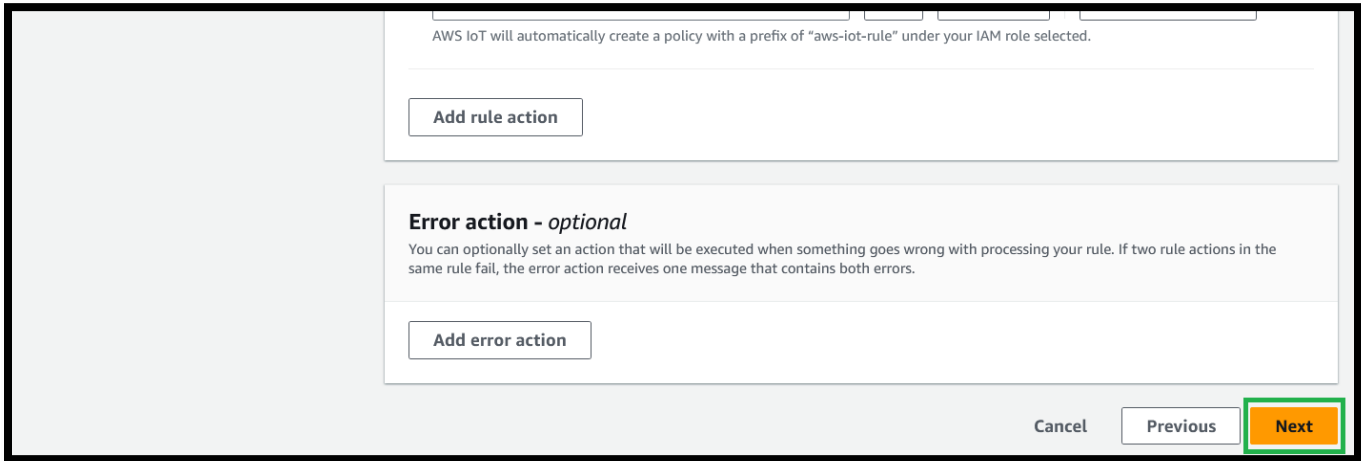 AWS IoT will automatically create a policy with a prefix of “aws-iot-rule” under your IAM role selected.
Add rule action
Error action - optional
You can optionally set an action that will be executed when something goes wrong with processing your rule. If two rule actions in the
same rule fail, the error action receives one message that contains both errors.
Add error action
Cancel
Previous
Next